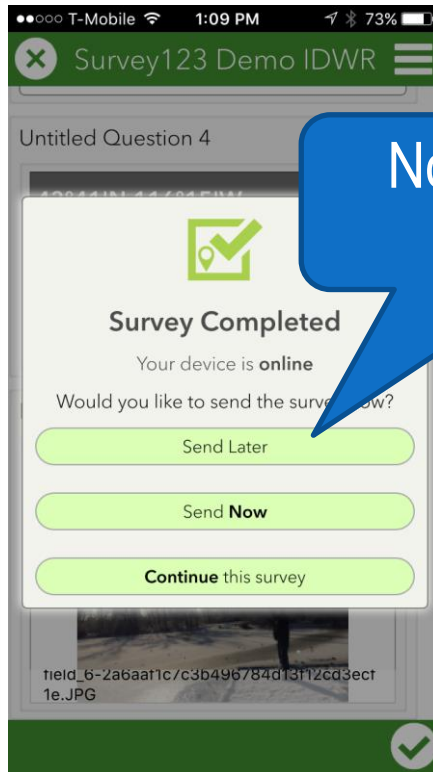 T-Mobile 1:09 PM 73%
Survey123 Demo IDWR
Untitled Question 4
Survey Completed
Your device is online
Would you like to send the survey now?
Send Later
Send Now
Continue this survey
1e.JPG